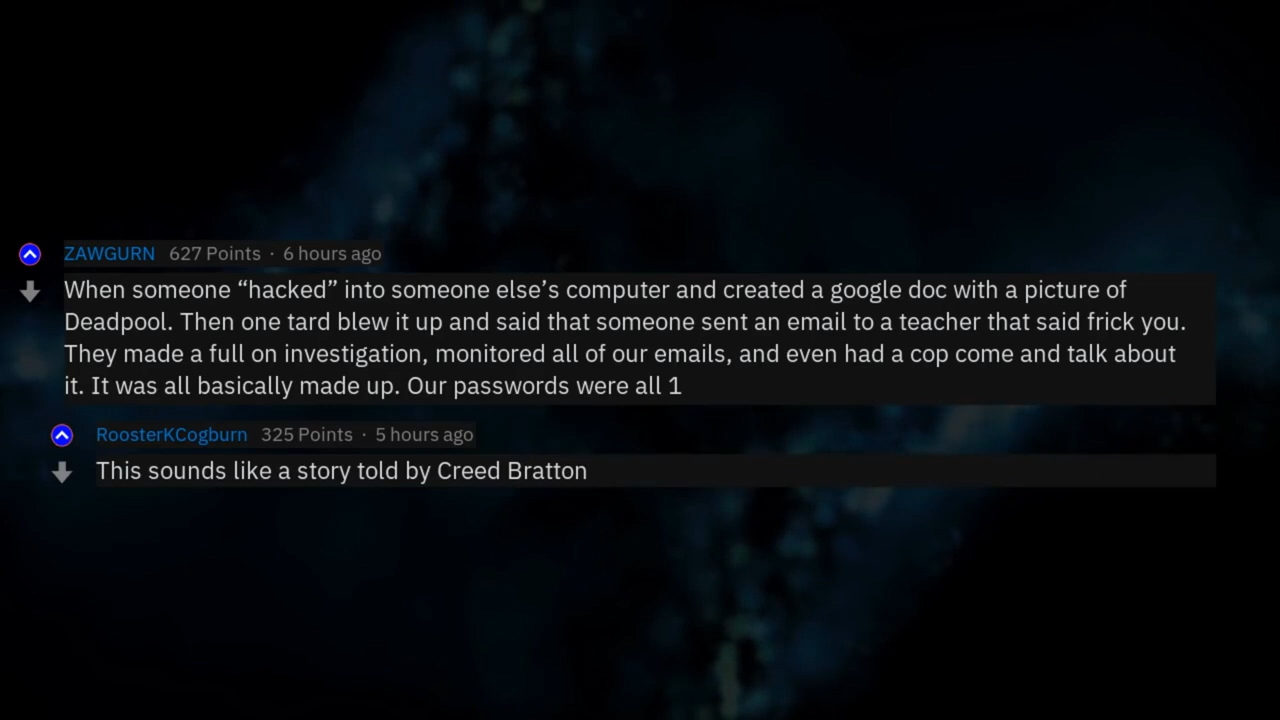 ZAWGURN 627 Points · 6 hours ago
When someone “hacked” into someone else’s computer and created a google doc with a picture of
Deadpool. Then one tard blew it up and said that someone sent an email to a teacher that said frick you.
They made a full on investigation, monitored all of our emails, and even had a cop come and talk about
it. It was all basically made up. Our passwords were all 1
RoosterKCogburn 325 Points · 5 hours ago
This sounds like a story told by Creed Bratton